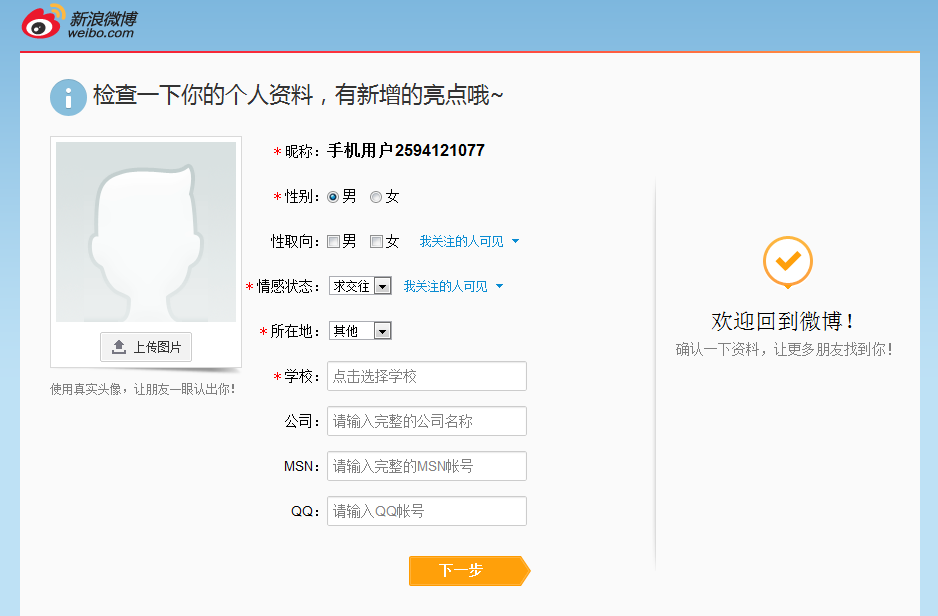 新浪微博
weibo.com
检查一下你的个人资料，有新增的亮点哦~
*昵称：手机用户2594121077
*性别： 男 女
性取向： 男 女 我关注的人可见
*情感状态：求交往 我关注的人可见
*所在地：其他
上传图片
使用真实头像，让朋友一眼认出你！
*学校：点击选择学校
公司：请输入完整的公司名称
MSN：请输入完整的MSN帐号
QQ：请输入QQ帐号
下一步
欢迎回到微博！
确认一下资料，让更多朋友找到你！